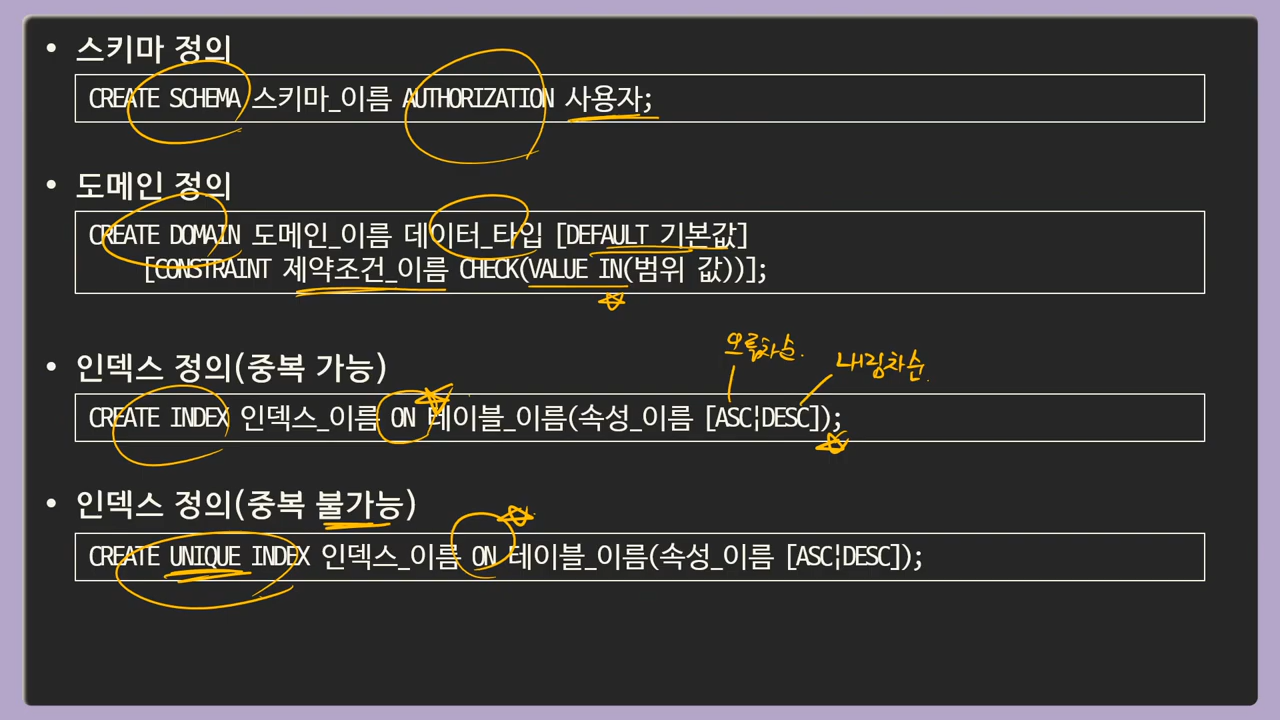 • 스키마 정의
CREATE SCHEMA 스키마_이름 AUTHORIZATION 사용자;
• 도메인 정의
CREATE DOMAIN 도메인_이름 데이터_타입 [DEFAULT 기본값]
[CONSTRAINT 제약조건_이름 CHECK(VALUE IN(범위 값))];
오름차순.
내림차순.
• 인덱스 정의(중복 가능)
CREATE INDEX 인덱스_이름 ON 테이블_이름(속성_이름 [ASC¦DESC]);
• 인덱스 정의(중복 불가능)
CREATE UNIQUE INDEX 인덱스_이름 ON 테이블_이름(속성_이름 [ASC¦DESC]);